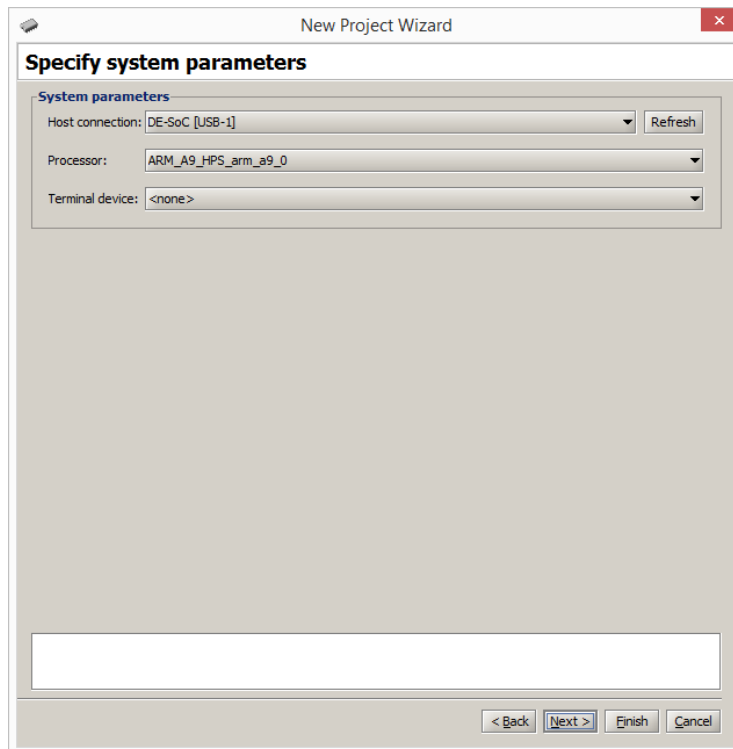 New Project Wizard
Specify system parameters
System parameters
Host connection: DE-SoC [USB-1] Refresh
Processor: ARM_A9_HPS_arm_a9_0
Terminal device: <none>
< Back Next > Finish Cancel